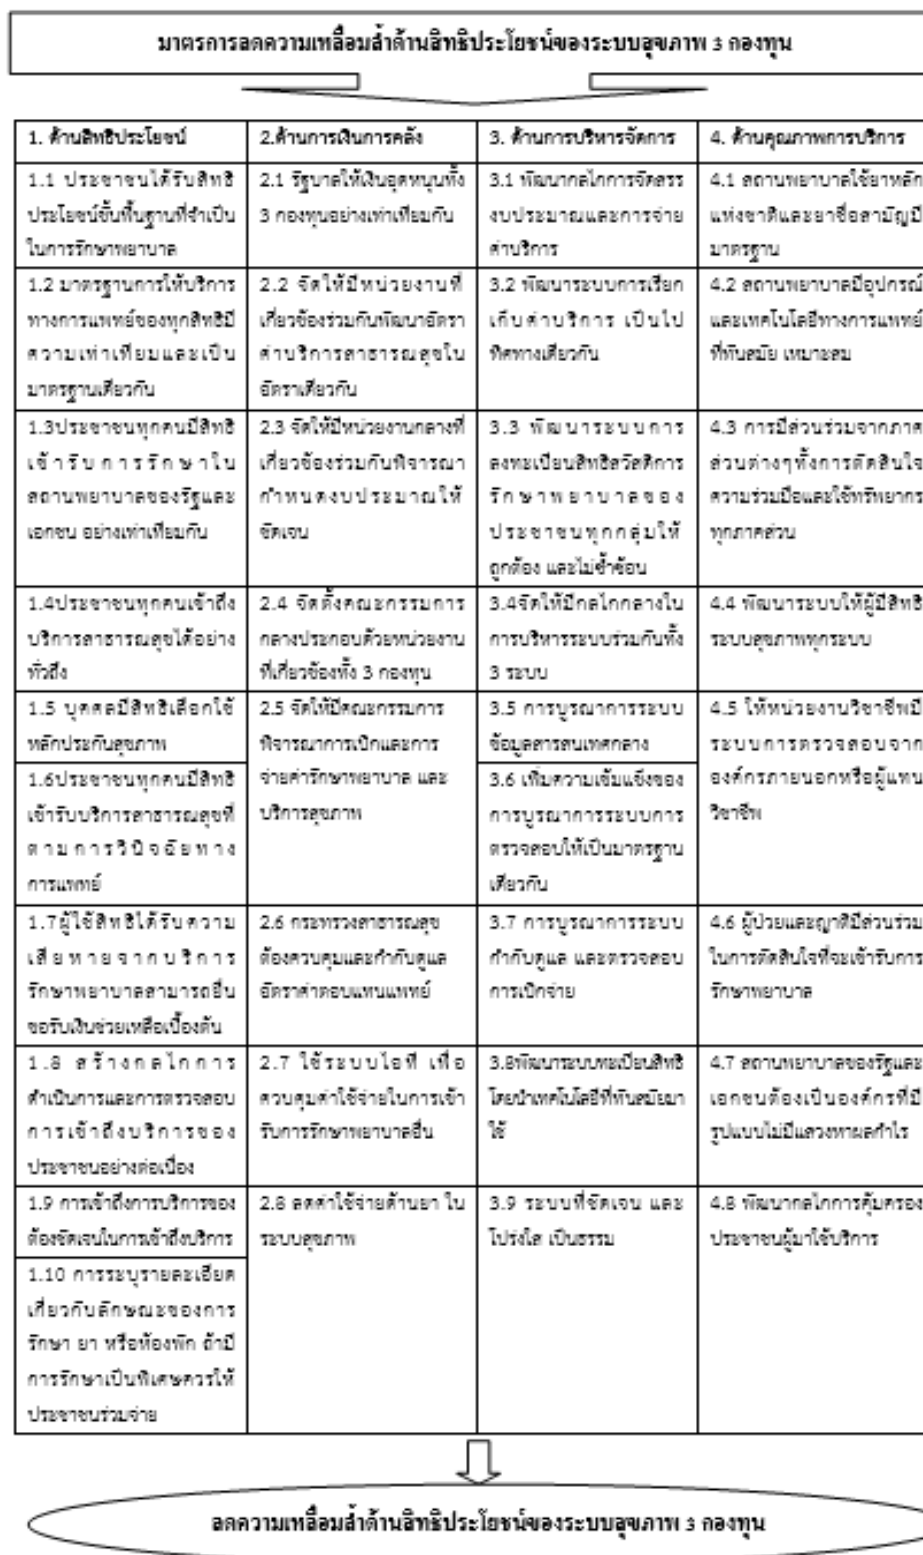 มาตรการลดความเหลื่อมล้ำด้านสิทธิประโยชน์ของระบบสุขภาพ 3 กองทุน
1. ด้านสิทธิประโยชน์
2.ด้านการเงินการคลัง
3. ด้านการบริหารจัดการ
4. ด้านคุณภาพการบริการ
1.1 ประชาชนได้รับสิทธิ
ประโยชน์ขั้นพื้นฐานที่จำเป็น
ในการรักษาพยาบาล
2.1 รัฐบาลให้เงินอุดหนุนทั้ง
3 กองทุนอย่างเท่าเทียมกัน
3.1 พัฒนากลไกการจัดสรร
งบประมาณและการจ่าย
ค่าบริการ
4.1 สถานพยาบาลใช้ยาหลัก
แห่งชาติและยาชื่อสามัญมี
มาตรฐาน
1.2 มาตรฐานการให้บริการ
ทางการแพทย์ของทุกสิทธิมี
ความเท่าเทียมและเป็น
มาตรฐานเดียวกัน
2.2 จัดให้มีหน่วยงานที่
เกี่ยวข้องร่วมกันพัฒนาอัตรา
ค่าบริการสาธารณสุขใน
อัตราเดียวกัน
3.2 พัฒนาระบบการเรียก
เก็บค่าบริการ เป็นไป
ทิศทางเดียวกัน
4.2 สถานพยาบาลมีอุปกรณ์
และเทคโนโลยีทางการแพทย์
ที่ทันสมัย เหมาะสม
1.3ประชาชนทุกคนมีสิทธิ
เข้ารับการรักษาใน
สถานพยาบาลของรัฐและ
เอกชน อย่างเท่าเทียมกัน
2.3 จัดให้มีหน่วยงานกลางที่
เกี่ยวข้องร่วมกันพิจารณา
กำหนดงบประมาณให้
ชัดเจน
3.3 พัฒนาระบบการ
ลงทะเบียนสิทธิสวัสดิการ
รักษาพยาบาลของ
ประชาชนทุกกลุ่มให้
ถูกต้อง และไม่ซ้ำซ้อน
4.3 การมีส่วนร่วมจากภาค
ส่วนต่างๆทั้งการตัดสินใจ
ความร่วมมือและใช้ทรัพยากร
ทุกภาคส่วน
1.4ประชาชนทุกคนเข้าถึง
บริการสาธารณสุขได้อย่าง
ทั่วถึง
2.4 จัดตั้งคณะกรรมการ
กลางประกอบด้วยหน่วยงาน
ที่เกี่ยวข้องทั้ง 3 กองทุน
3.4จัดให้มีกลไกกลางใน
การบริหารระบบร่วมกันทั้ง
3 ระบบ
4.4 พัฒนาระบบให้ผู้มีสิทธิ
ระบบสุขภาพทุกระบบ
1.5 บุคคลมีสิทธิเลือกใช้
หลักประกันสุขภาพ
2.5 จัดให้มีคณะกรรมการ
พิจารณาการเบิกและการ
จ่ายค่ารักษาพยาบาล และ
บริการสุขภาพ
3.5 การบูรณาการระบบ
ข้อมูลสารสนเทศกลาง
4.5 ให้หน่วยงานวิชาชีพมี
ระบบการตรวจสอบจาก
องค์กรภายนอกหรือผู้แทน
วิชาชีพ
1.6ประชาชนทุกคนมีสิทธิ
เข้ารับบริการสาธารณสุขที่
ตามการวินิจฉัยทาง
การแพทย์
3.6 เพิ่มความเข้มแข็งของ
การบูรณาการระบบการ
ตรวจสอบให้เป็นมาตรฐาน
เดียวกัน
1.7ผู้ใช้สิทธิได้รับความ
เสียหายจากบริการ
รักษาพยาบาลสามารถยื่น
ขอรับเงินช่วยเหลือเบื้องต้น
2.6 กระทรวงสาธารณสุข
ต้องควบคุมและกำกับดูแล
อัตราค่าตอบแทนแพทย์
3.7 การบูรณาการระบบ
กำกับดูแล และตรวจสอบ
การเบิกจ่าย
4.6 ผู้ป่วยและญาติมีส่วนร่วม
ในการตัดสินใจที่จะเข้ารับการ
รักษาพยาบาล
1.8 สร้างกลไกการ
ดำเนินการและการตรวจสอบ
การเข้าถึงบริการของ
ประชาชนอย่างต่อเนื่อง
2.7 ใช้ระบบไอที เพื่อ
ควบคุมค่าใช้จ่ายในการเข้า
รับการรักษาพยาบาลอื่น
3.8พัฒนาระบบทะเบียนสิทธิ
โดยนำเทคโนโลยีที่ทันสมัยมา
ใช้
4.7 สถานพยาบาลของรัฐและ
เอกชนต้องเป็นองค์กรที่มี
รูปแบบไม่มีแสวงหาผลกำไร
1.9 การเข้าถึงการบริการของ
ต้องชัดเจนในการเข้าถึงบริการ
2.8 ลดค่าใช้จ่ายด้านยา ใน
ระบบสุขภาพ
3.9 ระบบที่ชัดเจน และ
โปร่งใส เป็นธรรม
4.8 พัฒนากลไกการคุ้มครอง
ประชาชนผู้มาใช้บริการ
1.10 การระบุรายละเอียด
เกี่ยวกับลักษณะของการ
รักษา ยา หรือห้องพัก ถ้ามี
การรักษาเป็นพิเศษควรให้
ประชาชนร่วมจ่าย
ลดความเหลื่อมล้ำด้านสิทธิประโยชน์ของระบบสุขภาพ 3 กองทุน